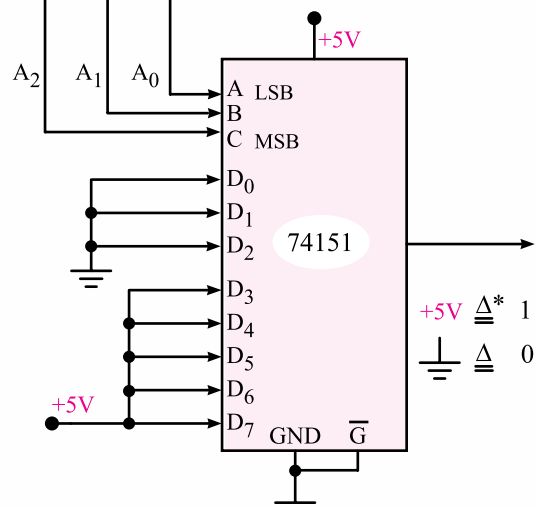 +5V
A₂ A₁ A₀
A LSB
B
C MSB
D₀
D₁
D₂
74151
D₃
+5V Δ* 1
D₄
Δ 0
D₅
D₆
+5V
D₇
GND G̅